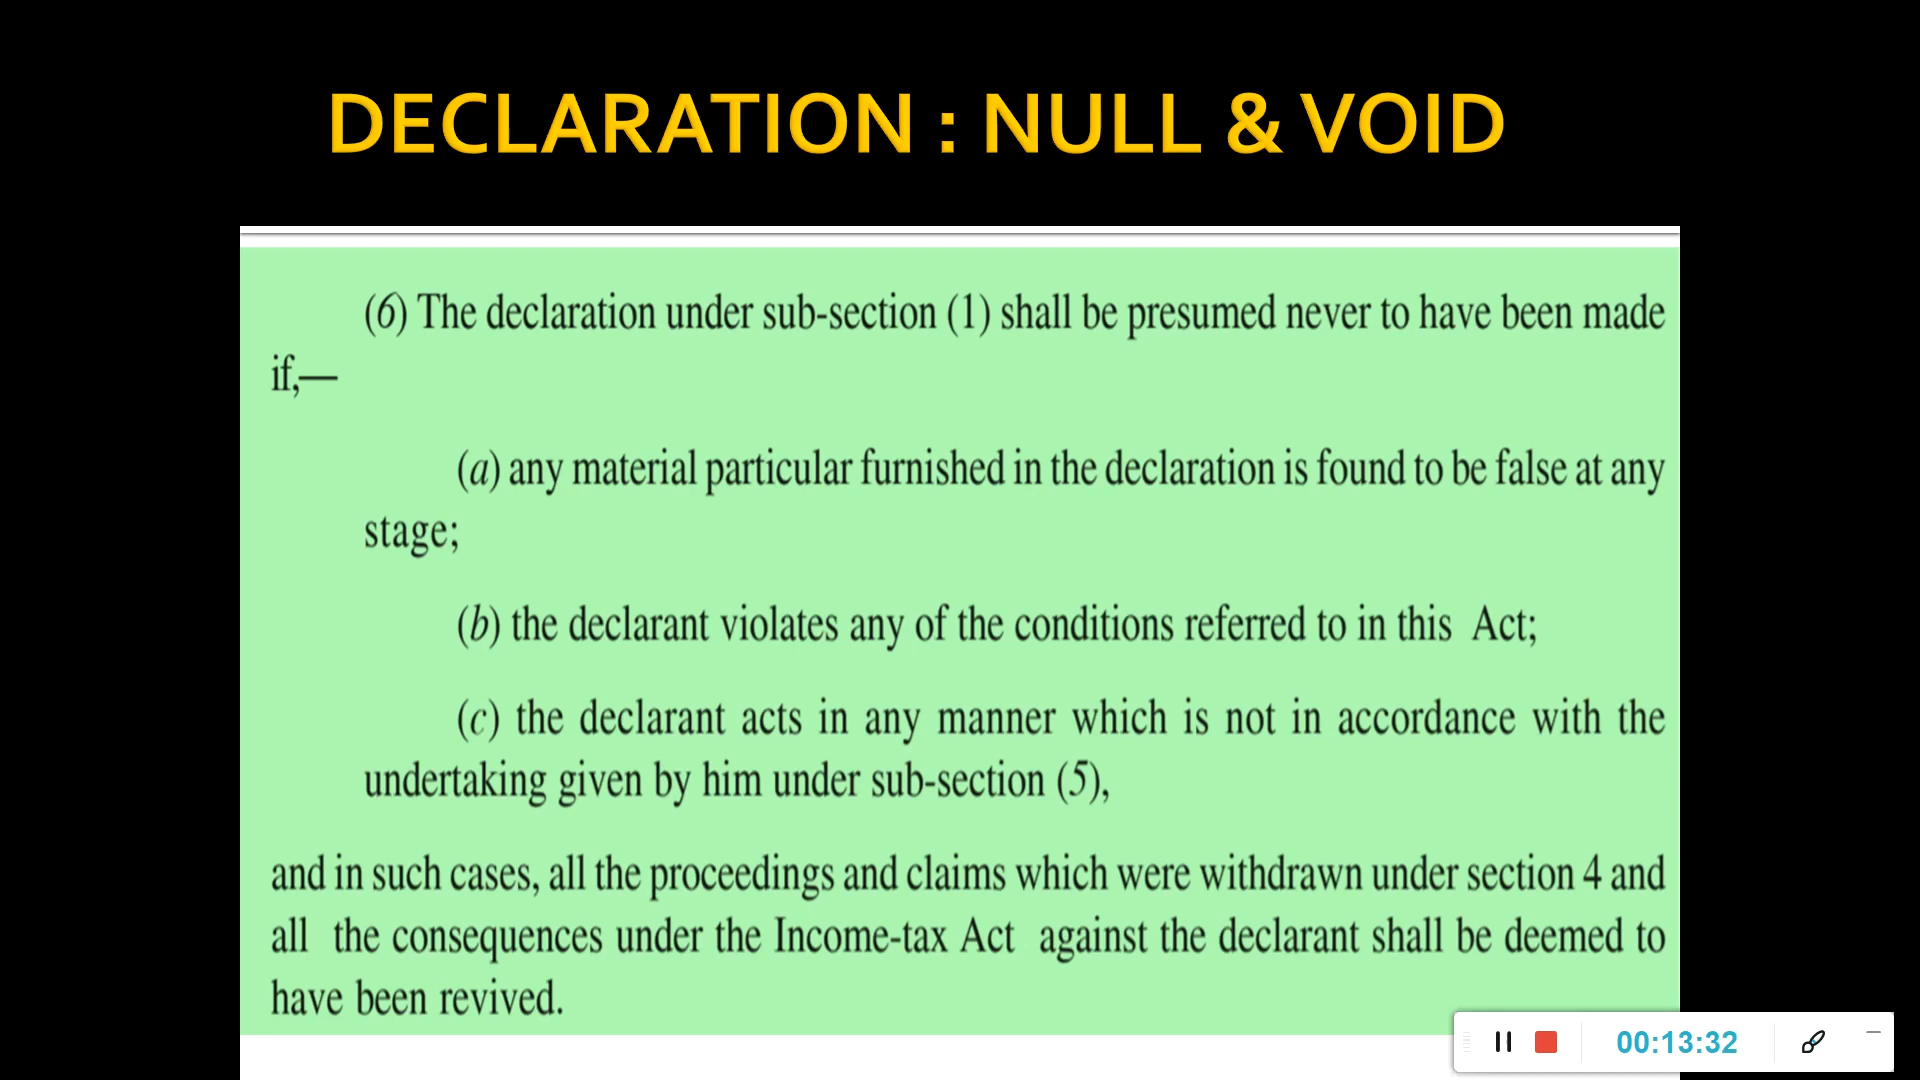 DECLARATION : NULL & VOID
(6) The declaration under sub-section (1) shall be presumed never to have been made
if,—
(a) any material particular furnished in the declaration is found to be false at any
stage;
(b) the declarant violates any of the conditions referred to in this Act;
(c) the declarant acts in any manner which is not in accordance with the
undertaking given by him under sub-section (5),
and in such cases, all the proceedings and claims which were withdrawn under section 4 and
all the consequences under the Income-tax Act against the declarant shall be deemed to
have been revived.
00:13:32